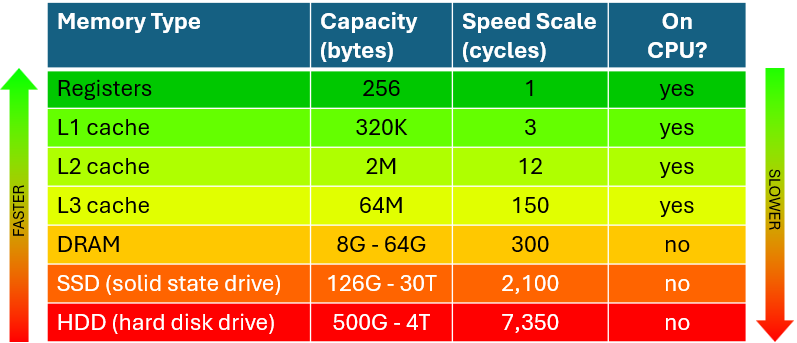 Memory Type Capacity (bytes) Speed Scale (cycles) On CPU?
Registers 256 1 yes
L1 cache 320K 3 yes
L2 cache 2M 12 yes
L3 cache 64M 150 yes
DRAM 8G - 64G 300 no
SSD (solid state drive) 126G - 30T 2,100 no
HDD (hard disk drive) 500G - 4T 7,350 no
FASTER
SLOWER